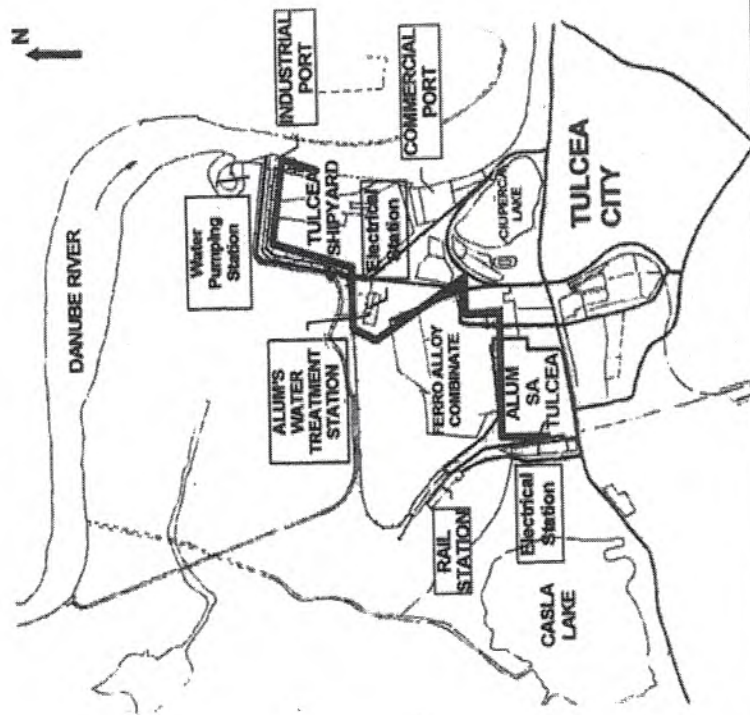 N
DANUBE RIVER
Water
Pumping
Station
INDUSTRIAL
PORT
TULCEA
SHIPYARD
Electrical
Station
COMMERCIAL
PORT
ALUM'S
WATER
TREATMENT
STATION
FERRO ALLOY
COMBINATE
CIUPERCA
LAKE
TULCEA
CITY
ALUM
SA
TULCEA
RAIL
STATION
Electrical
Station
CASLA
LAKE